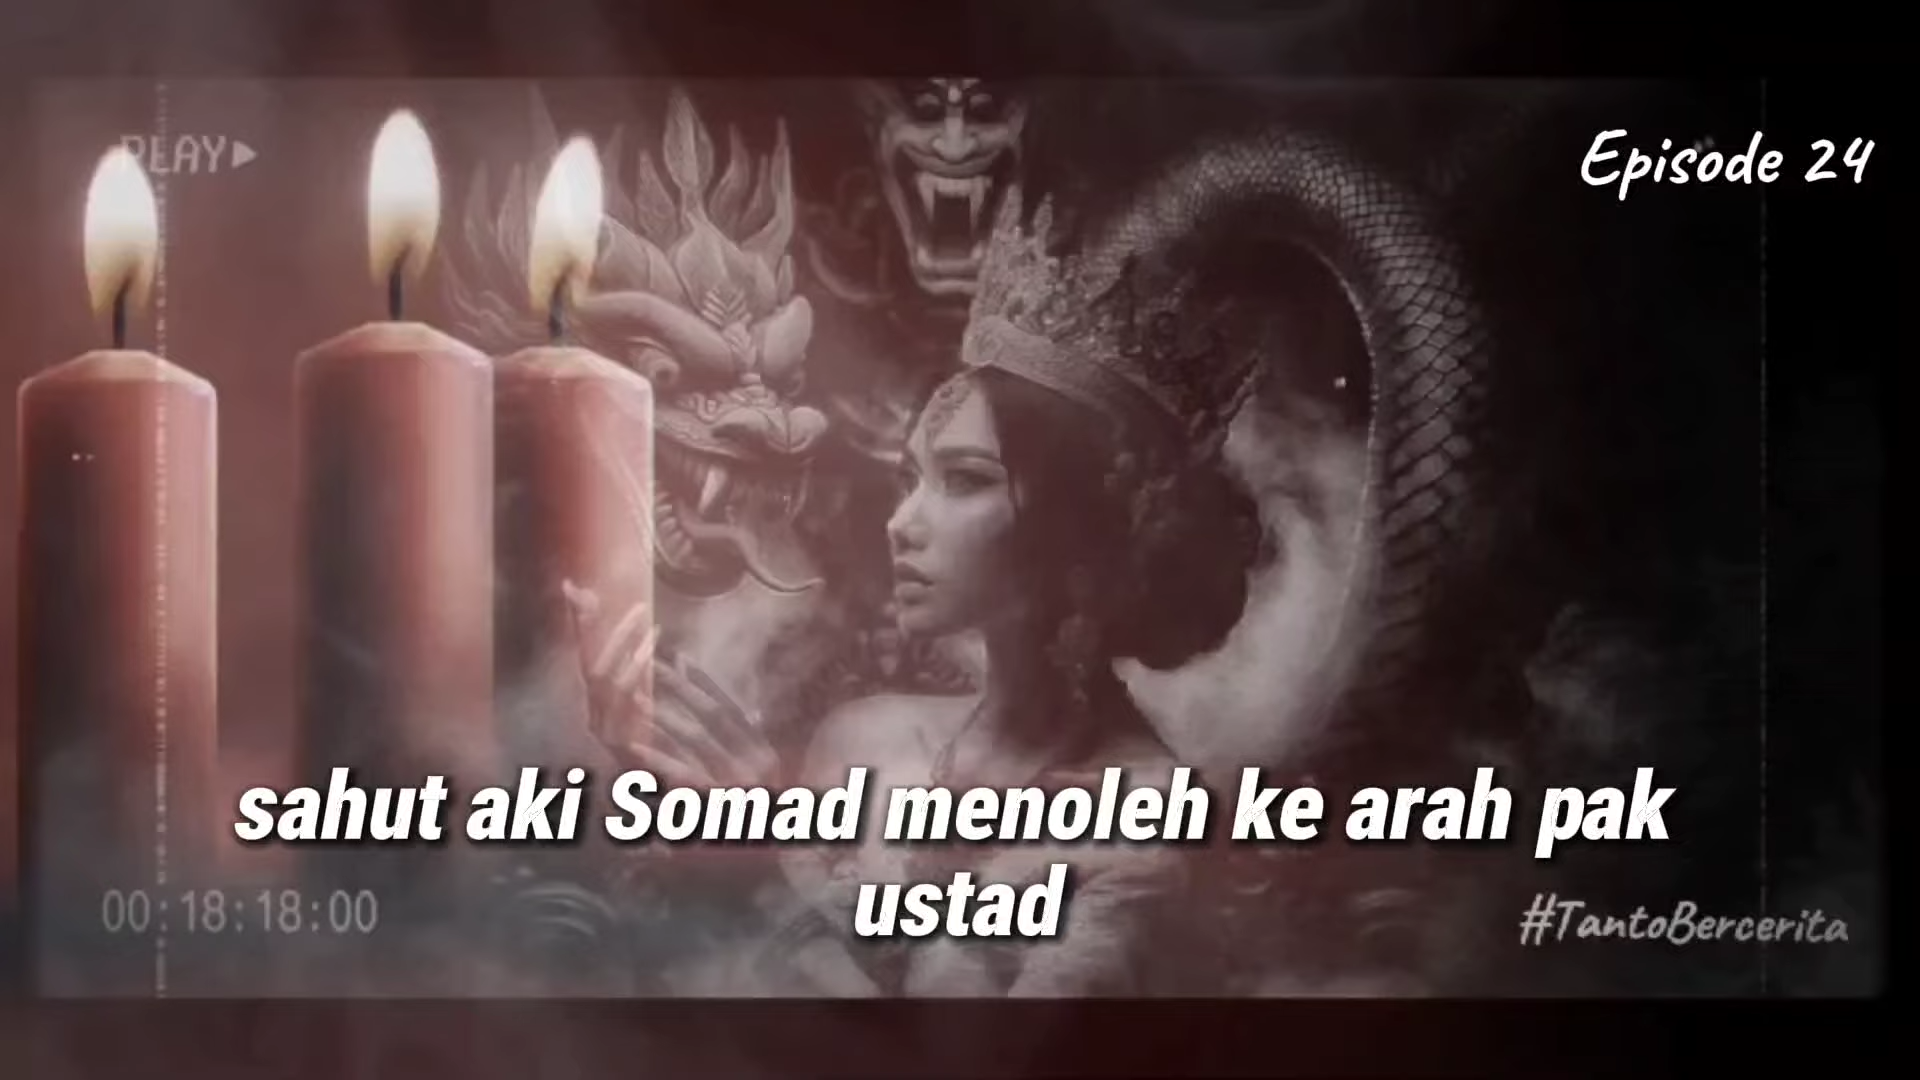 PLAY
Episode 24
sahut aki Somad menoleh ke arah pak
ustad
00:18:18:00
#TantoBercerita